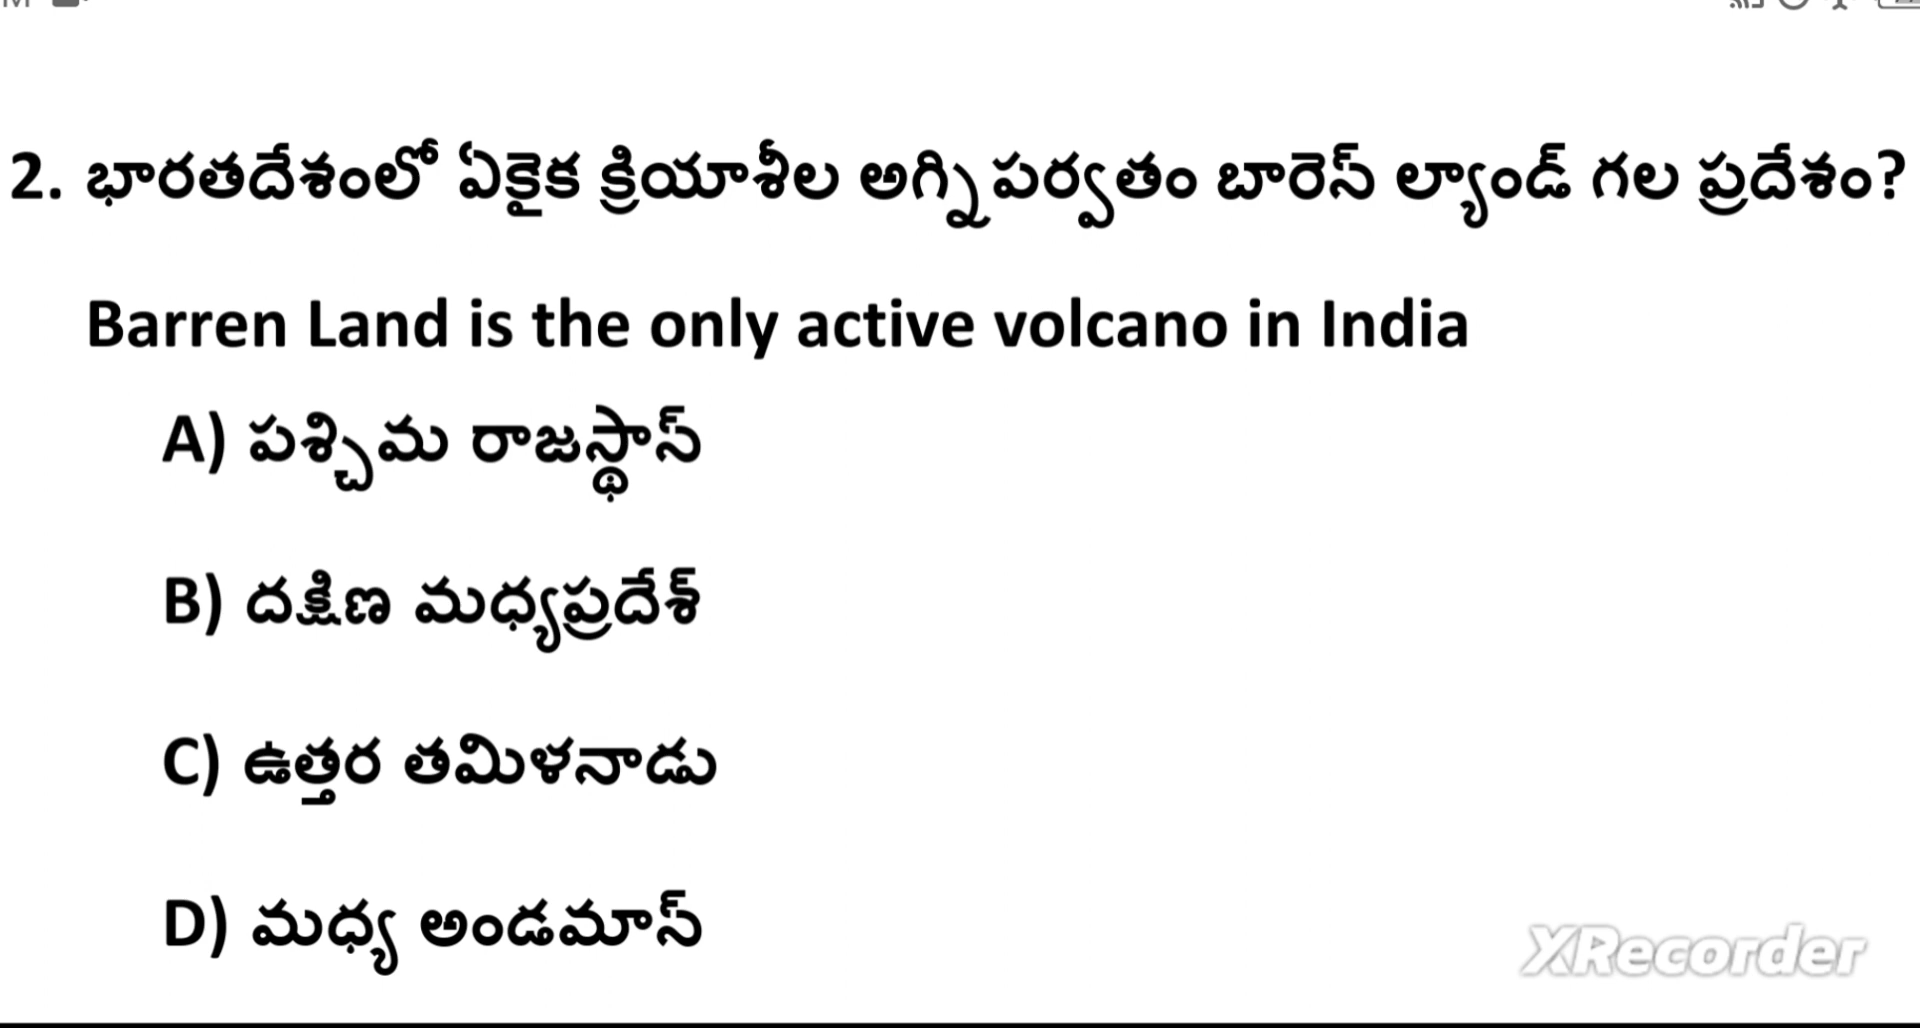 2. భారతదేశంలో ఏకైక క్రియాశీల అగ్నిపర్వతం బారెన్ ల్యాండ్ గల ప్రదేశం?
Barren Land is the only active volcano in India
A) పశ్చిమ రాజస్థాన్
B) దక్షిణ మధ్యప్రదేశ్
C) ఉత్తర తమిళనాడు
D) మధ్య అండమాన్
XRecorder